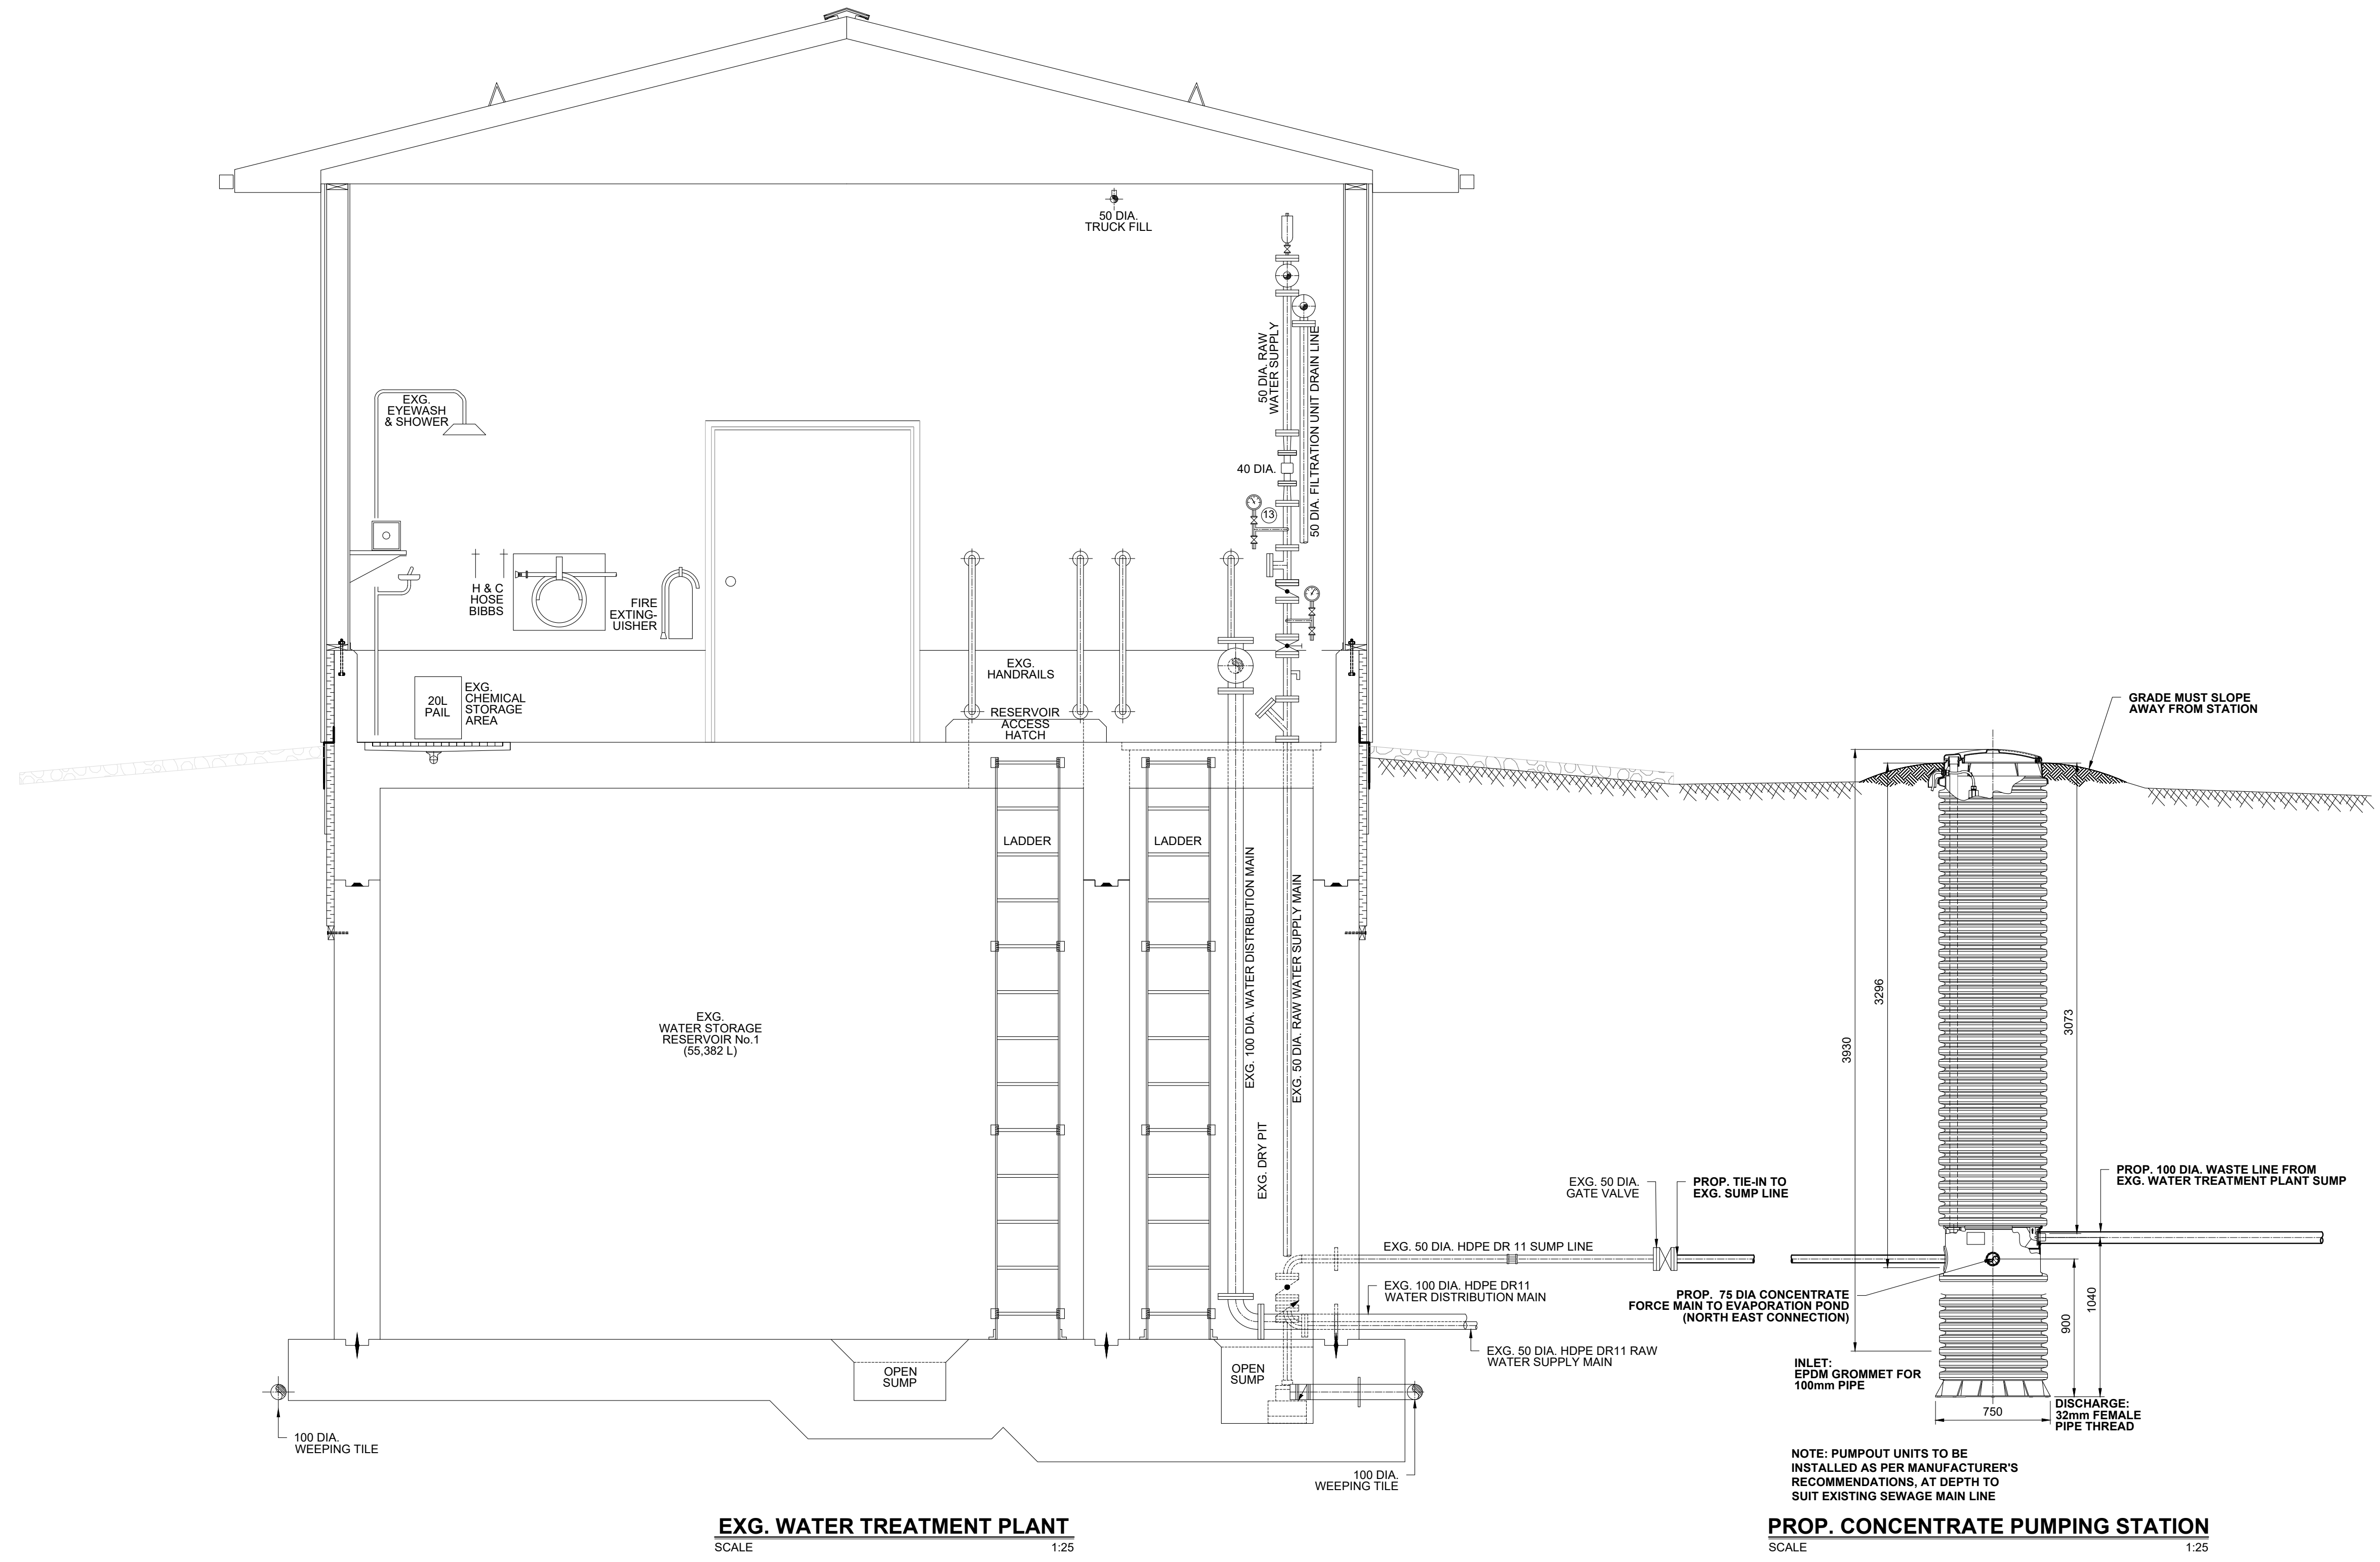 50 DIA.
TRUCK FILL
50 DIA. RAW
WATER SUPPLY
50 DIA. FILTRATION UNIT DRAIN LINE
EXG.
EYEWASH
& SHOWER
40 DIA.
13
H & C
HOSE
BIBBS
FIRE
EXTING-
UISHER
EXG.
HANDRAILS
20L
PAIL
EXG.
CHEMICAL
STORAGE
AREA
RESERVOIR
ACCESS
HATCH
GRADE MUST SLOPE
AWAY FROM STATION
LADDER
LADDER
EXG. 100 DIA. WATER DISTRIBUTION MAIN
EXG. 50 DIA. RAW WATER SUPPLY MAIN
EXG. DRY PIT
EXG.
WATER STORAGE
RESERVOIR No.1
(55,382 L)
3930
3296
3073
EXG. 50 DIA.
GATE VALVE
PROP. TIE-IN TO
EXG. SUMP LINE
PROP. 100 DIA. WASTE LINE FROM
EXG. WATER TREATMENT PLANT SUMP
EXG. 50 DIA. HDPE DR 11 SUMP LINE
EXG. 100 DIA. HDPE DR11
WATER DISTRIBUTION MAIN
PROP. 75 DIA CONCENTRATE
FORCE MAIN TO EVAPORATION POND
(NORTH EAST CONNECTION)
900
1040
EXG. 50 DIA. HDPE DR11 RAW
WATER SUPPLY MAIN
OPEN
SUMP
OPEN
SUMP
INLET:
EPDM GROMMET FOR
100mm PIPE
750
DISCHARGE:
32mm FEMALE
PIPE THREAD
100 DIA.
WEEPING TILE
100 DIA.
WEEPING TILE
NOTE: PUMPOUT UNITS TO BE
INSTALLED AS PER MANUFACTURER'S
RECOMMENDATIONS, AT DEPTH TO
SUIT EXISTING SEWAGE MAIN LINE
EXG. WATER TREATMENT PLANT
SCALE 1:25
PROP. CONCENTRATE PUMPING STATION
SCALE 1:25